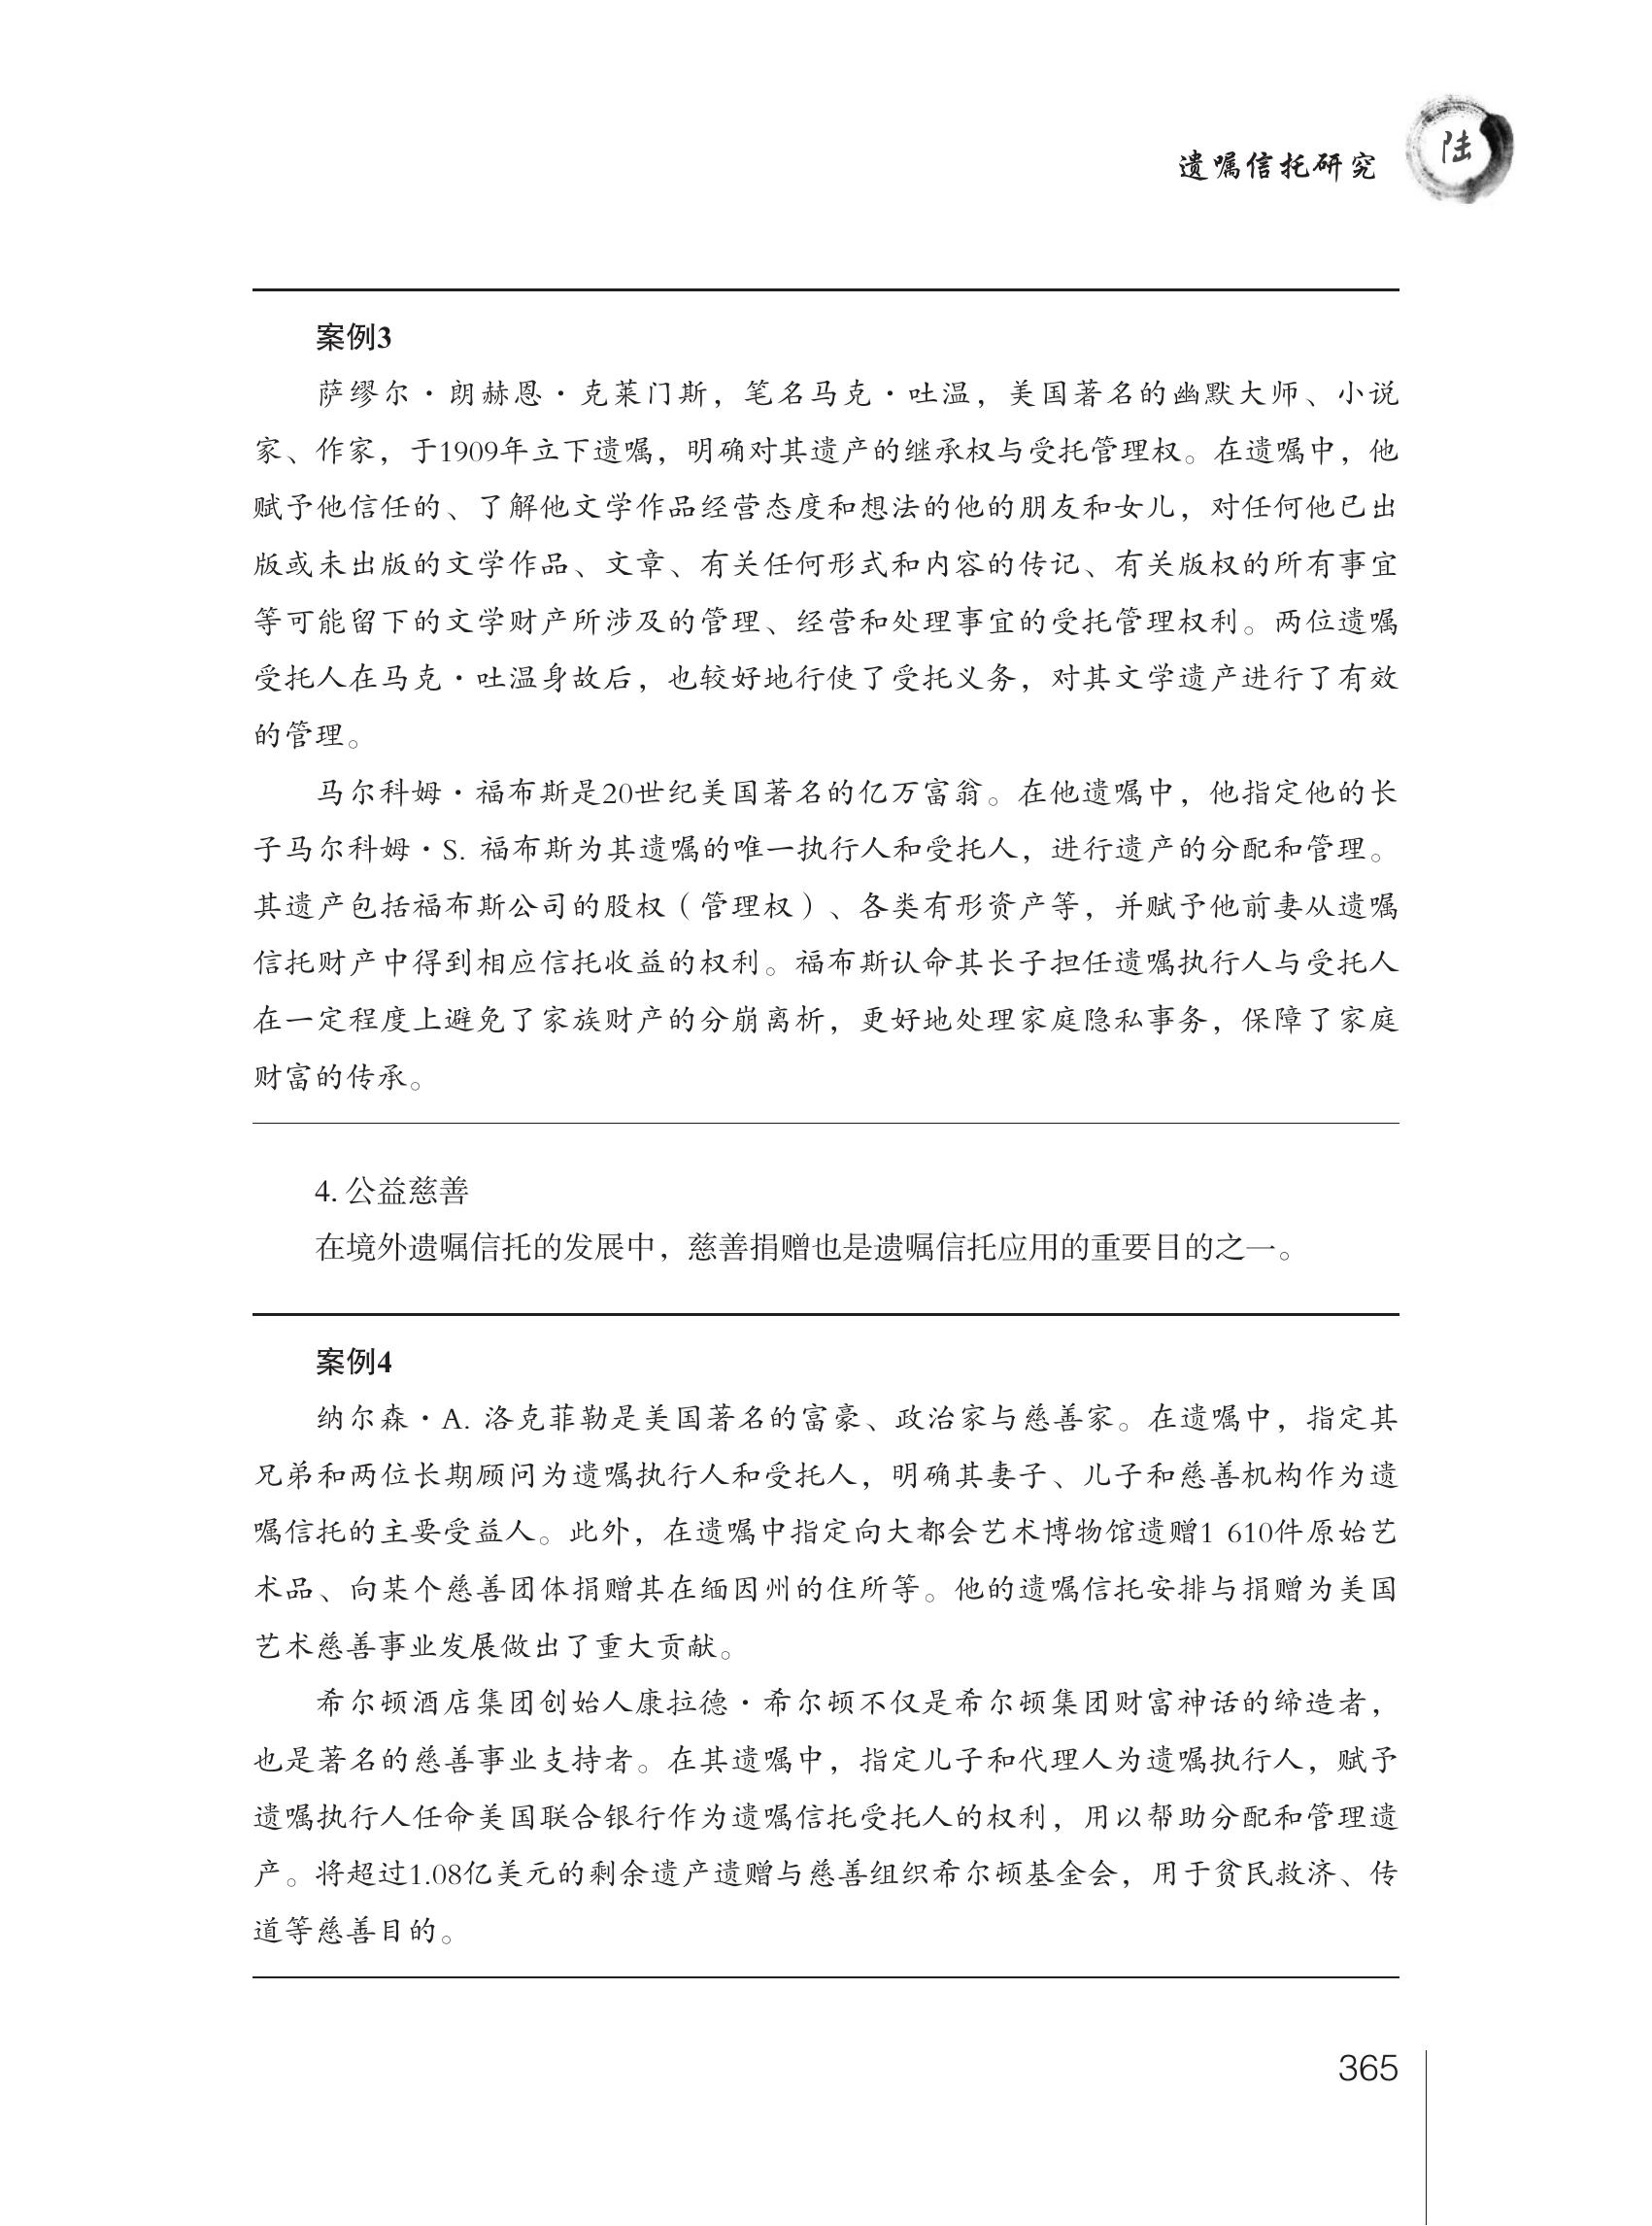 遗嘱信托研究
陆
案例3
萨缪尔·朗赫恩·克莱门斯，笔名马克·吐温，美国著名的幽默大师、小说
家、作家，于1909年立下遗嘱，明确对其遗产的继承权与受托管理权。在遗嘱中，他
赋予他信任的、了解他文学作品经营态度和想法的他的朋友和女儿，对任何他已出
版或未出版的文学作品、文章、有关任何形式和内容的传记、有关版权的所有事宜
等可能留下的文学财产所涉及的管理、经营和处理事宜的受托管理权利。两位遗嘱
受托人在马克·吐温身故后，也较好地行使了受托义务，对其文学遗产进行了有效
的管理。
马尔科姆·福布斯是20世纪美国著名的亿万富翁。在他遗嘱中，他指定他的长
子马尔科姆·S. 福布斯为其遗嘱的唯一执行人和受托人，进行遗产的分配和管理。
其遗产包括福布斯公司的股权（管理权）、各类有形资产等，并赋予他前妻从遗嘱
信托财产中得到相应信托收益的权利。福布斯认命其长子担任遗嘱执行人与受托人
在一定程度上避免了家族财产的分崩离析，更好地处理家庭隐私事务，保障了家庭
财富的传承。
4. 公益慈善
在境外遗嘱信托的发展中，慈善捐赠也是遗嘱信托应用的重要目的之一。
案例4
纳尔森·A. 洛克菲勒是美国著名的富豪、政治家与慈善家。在遗嘱中，指定其
兄弟和两位长期顾问为遗嘱执行人和受托人，明确其妻子、儿子和慈善机构作为遗
嘱信托的主要受益人。此外，在遗嘱中指定向大都会艺术博物馆遗赠1 610件原始艺
术品、向某个慈善团体捐赠其在缅因州的住所等。他的遗嘱信托安排与捐赠为美国
艺术慈善事业发展做出了重大贡献。
希尔顿酒店集团创始人康拉德·希尔顿不仅是希尔顿集团财富神话的缔造者，
也是著名的慈善事业支持者。在其遗嘱中，指定儿子和代理人为遗嘱执行人，赋予
遗嘱执行人任命美国联合银行作为遗嘱信托受托人的权利，用以帮助分配和管理遗
产。将超过1.08亿美元的剩余遗产遗赠与慈善组织希尔顿基金会，用于贫民救济、传
道等慈善目的。
365